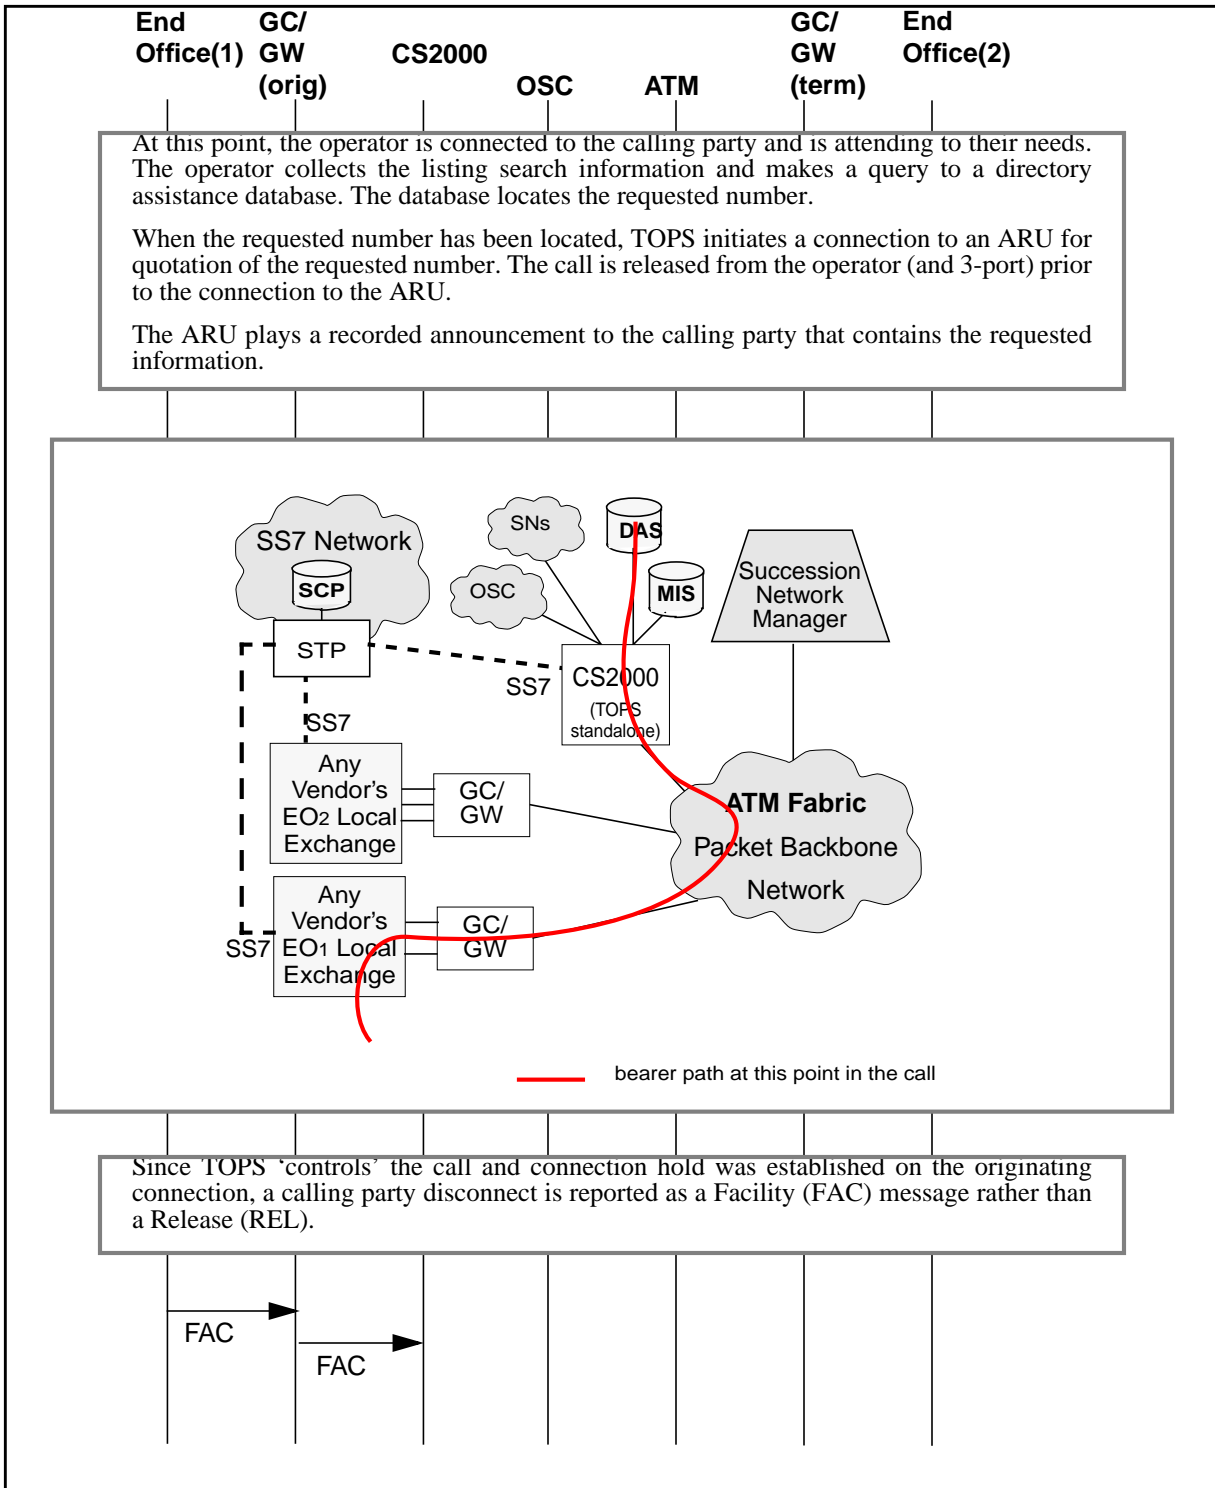 End Office(1)
GC/ GW (orig)
CS2000
OSC
ATM
GC/ GW (term)
End Office(2)
At this point, the operator is connected to the calling party and is attending to their needs.
The operator collects the listing search information and makes a query to a directory
assistance database. The database locates the requested number.
When the requested number has been located, TOPS initiates a connection to an ARU for
quotation of the requested number. The call is released from the operator (and 3-port) prior
to the connection to the ARU.
The ARU plays a recorded announcement to the calling party that contains the requested
information.
SS7 Network
SCP
STP
SNs
OSC
DAS
MIS
Succession
Network
Manager
SS7
CS2000
(TOPS
standalone)
SS7
Any
Vendor's
EO2 Local
Exchange
GC/
GW
ATM Fabric
Packet Backbone
Network
SS7
Any
Vendor's
EO1 Local
Exchange
GC/
GW
bearer path at this point in the call
Since TOPS ‘controls’ the call and connection hold was established on the originating
connection, a calling party disconnect is reported as a Facility (FAC) message rather than
a Release (REL).
FAC
FAC